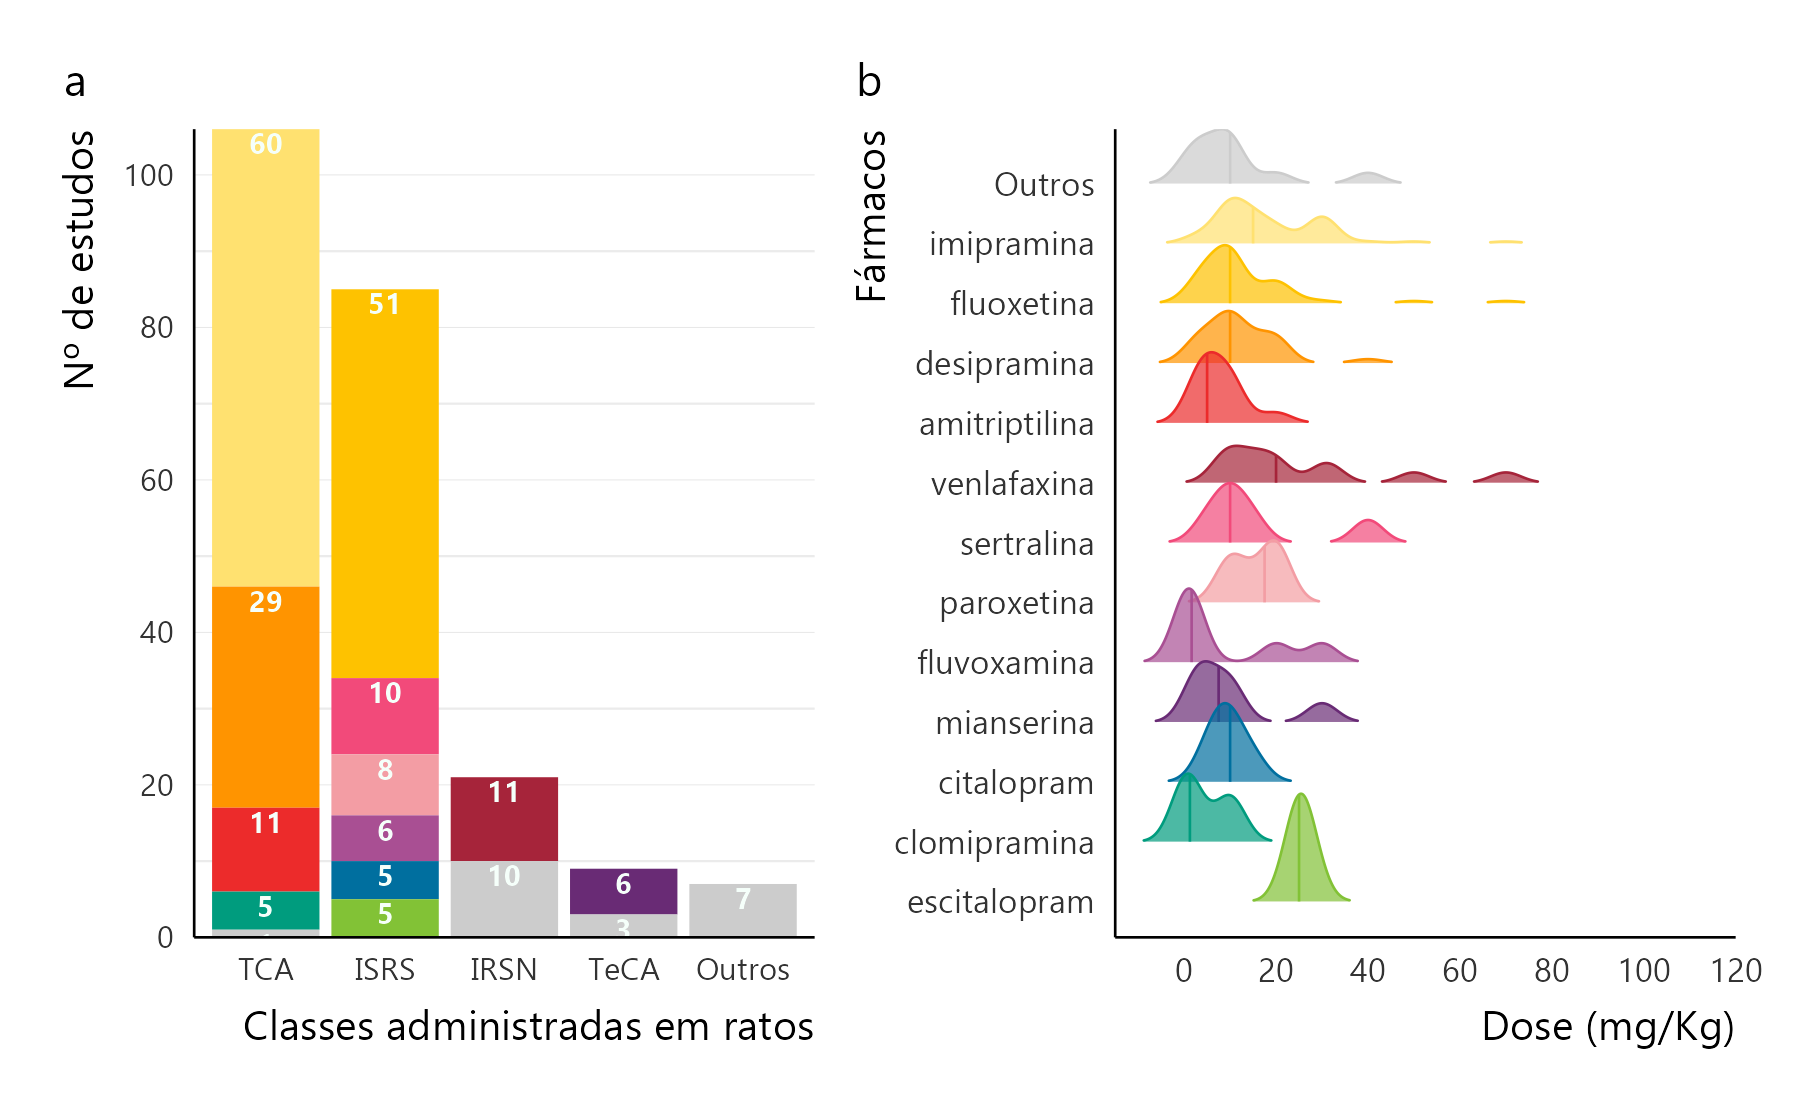 a
Nº de estudos
100
80
60
40
20
0
60
29
11
5
51
10
8
6
5
5
11
10
6
3
7
TCA ISRS IRSN TeCA Outros
Classes administradas em ratos
b
Fármacos
Outros
imipramina
fluoxetina
desipramina
amitriptilina
venlafaxina
sertralina
paroxetina
fluvoxamina
mianserina
citalopram
clomipramina
escitalopram
0 20 40 60 80 100 120
Dose (mg/Kg)